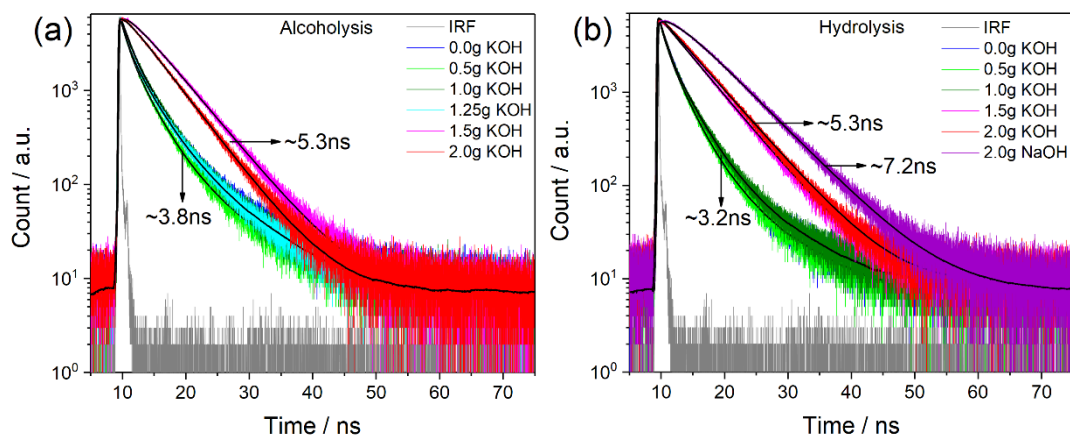 (a)
Alcoholysis
IRF
0.0g KOH
0.5g KOH
1.0g KOH
1.25g KOH
1.5g KOH
2.0g KOH
~5.3ns
~3.8ns
Count / a.u.
10³
10²
10¹
10⁰
10 20 30 40 50 60 70
Time / ns
(b)
Hydrolysis
IRF
0.0g KOH
0.5g KOH
1.0g KOH
1.5g KOH
2.0g KOH
2.0g NaOH
~5.3ns
~7.2ns
~3.2ns
Count / a.u.
10³
10²
10¹
10⁰
10 20 30 40 50 60 70
Time / ns